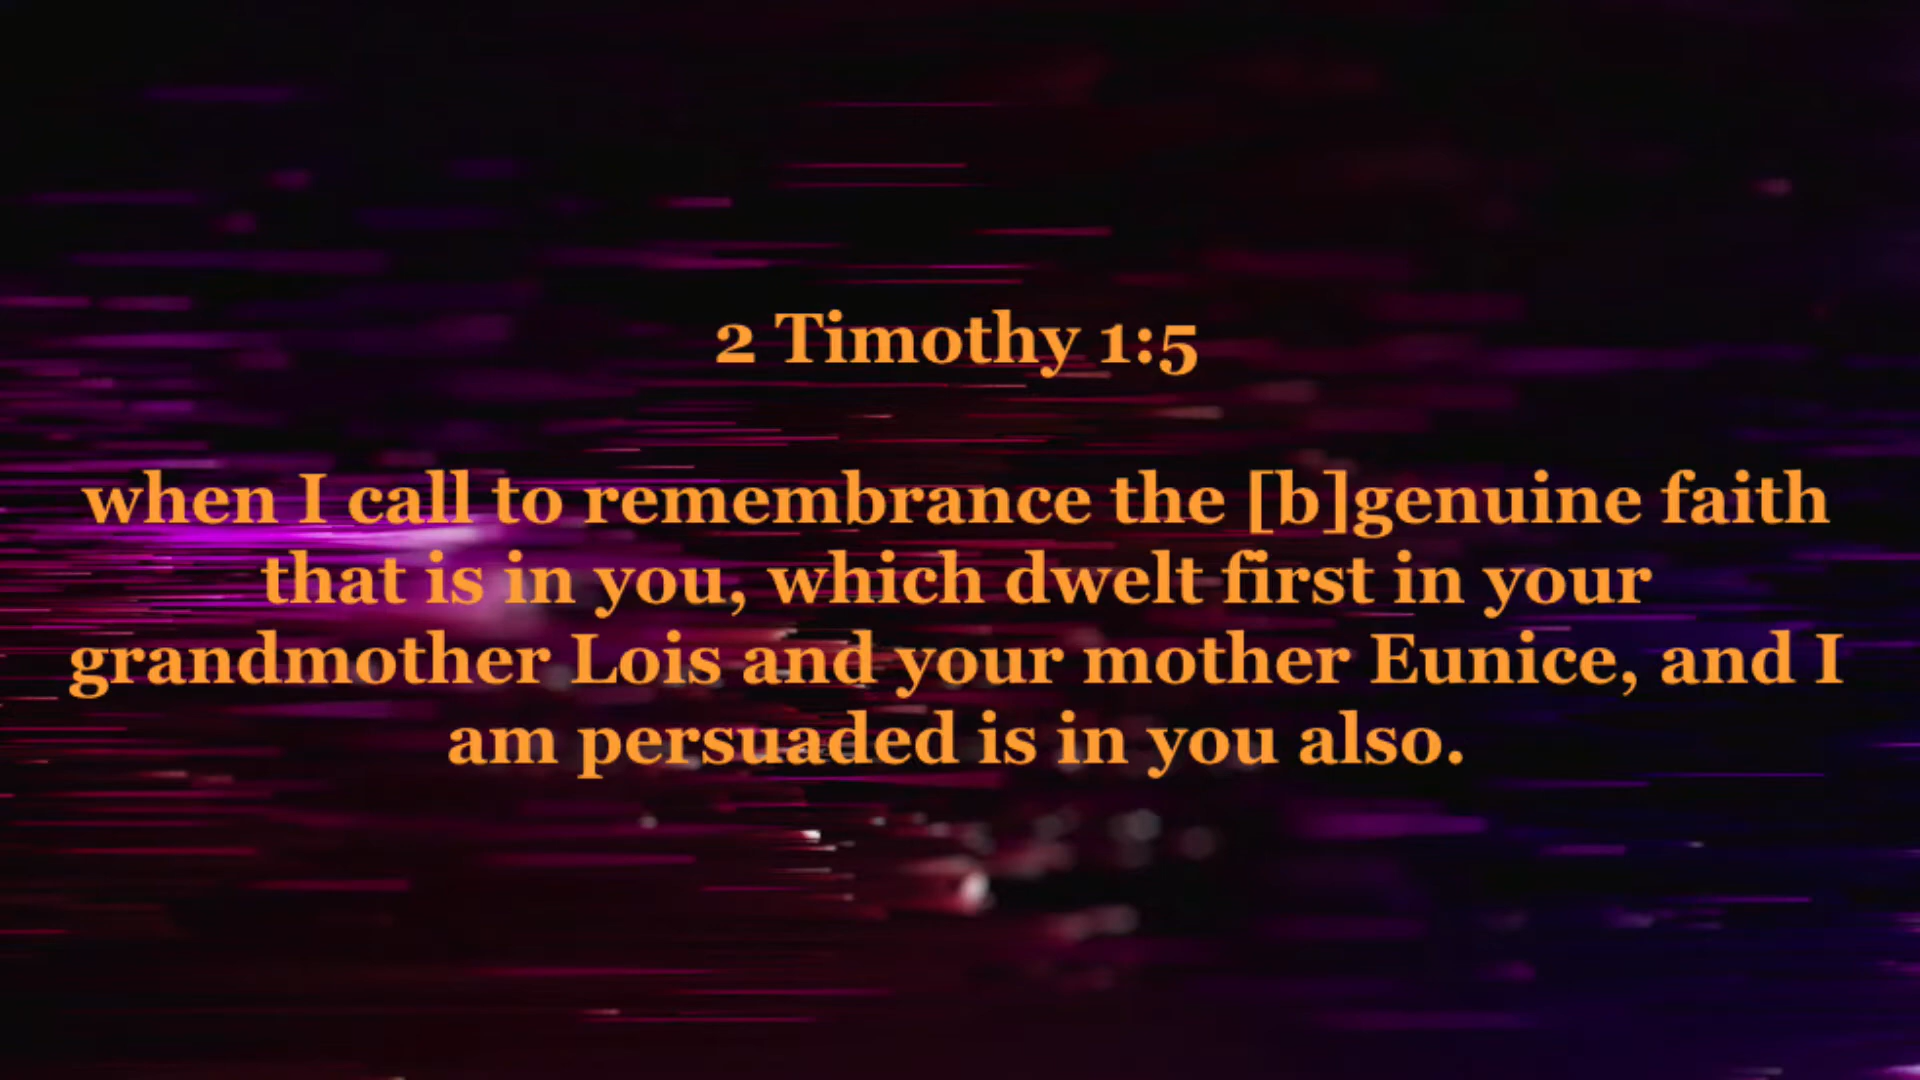 2 Timothy 1:5
when I call to remembrance the [b]genuine faith
that is in you, which dwelt first in your
grandmother Lois and your mother Eunice, and I
am persuaded is in you also.